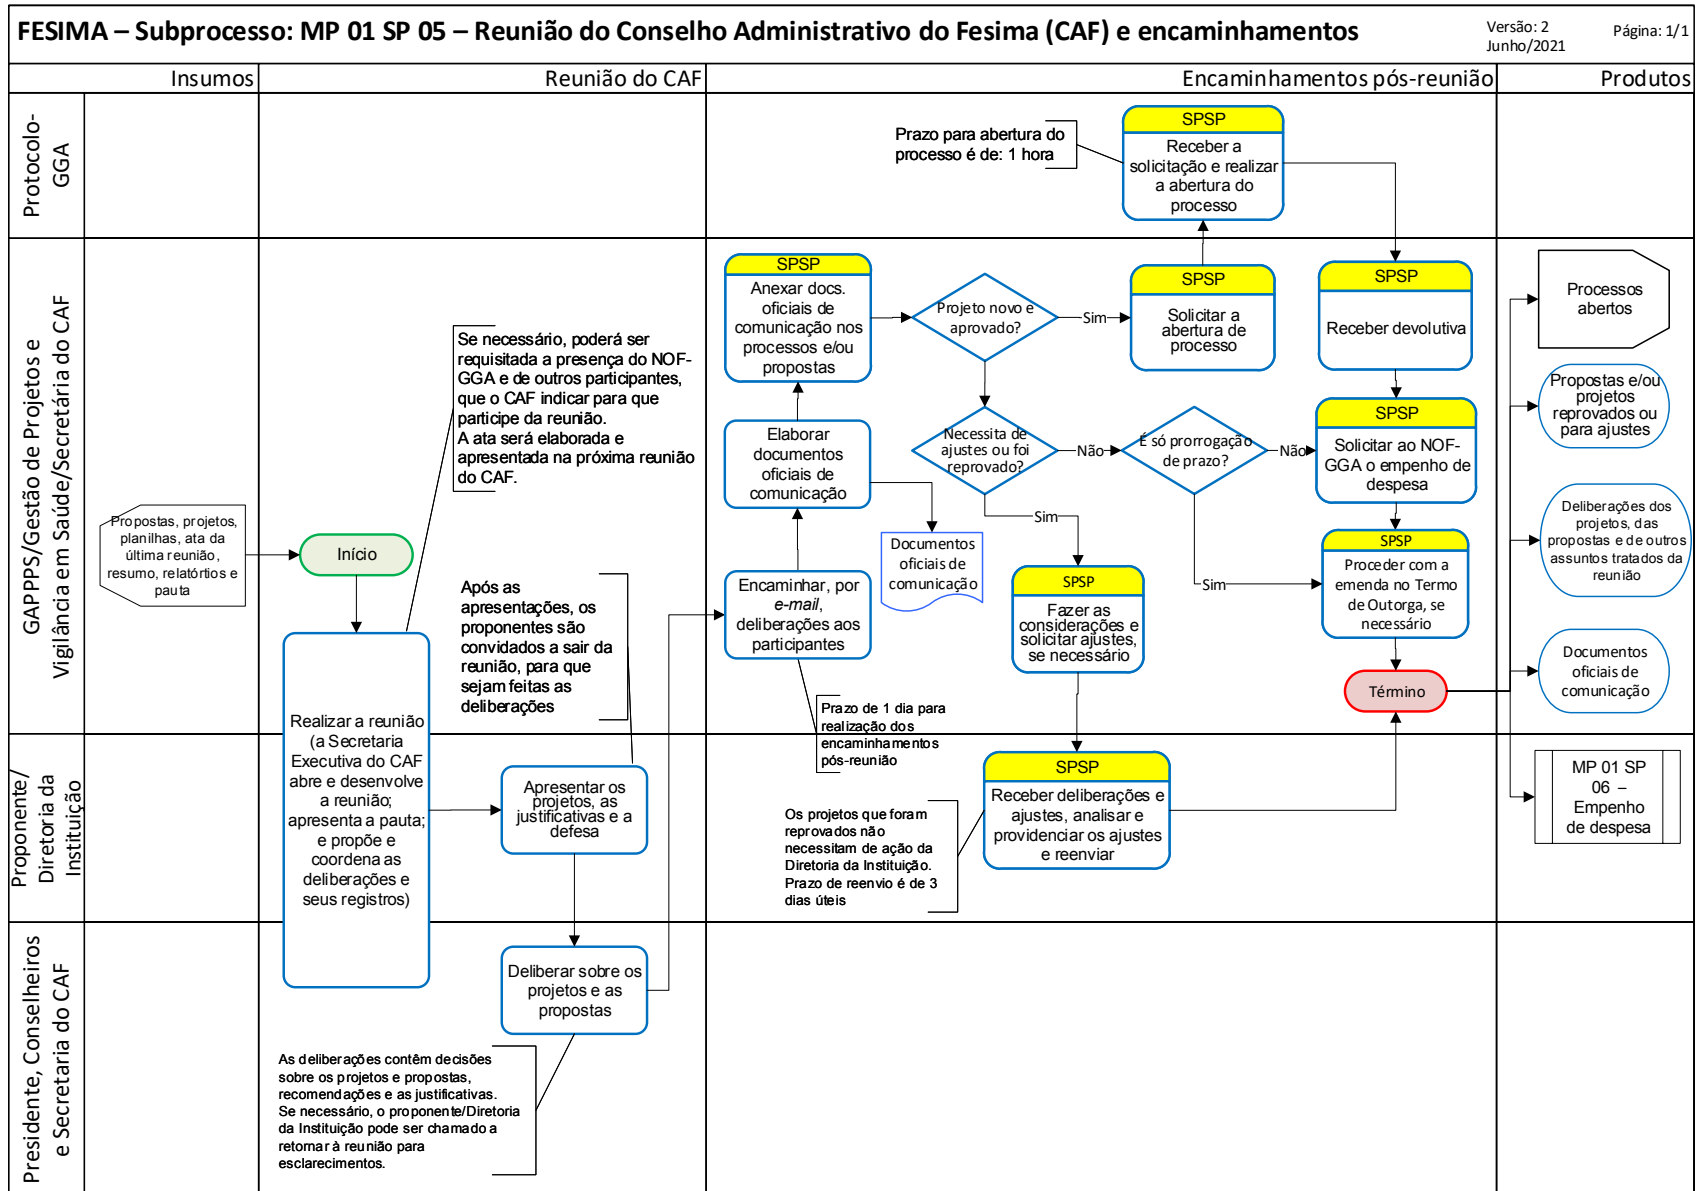 FESIMA – Subprocesso: MP 01 SP 05 – Reunião do Conselho Administrativo do Fesima (CAF) e encaminhamentos
Versão: 2
Junho/2021
Página: 1/1
Insumos
Reunião do CAF
Encaminhamentos pós-reunião
Produtos
Protocolo-
GGA
Prazo para abertura do
processo é de: 1 hora
SPSP
Receber a
solicitação e realizar
a abertura do
processo
GAPPPS/Gestão de Projetos e
Vigilância em Saúde/Secretária do CAF
Propostas, projetos,
planilhas, ata da
última reunião,
resumo, relatórtios e
pauta
Início
Se necessário, poderá ser
requisitada a presença do NOF-
GGA e de outros participantes,
que o CAF indicar para que
participe da reunião.
A ata será elaborada e
apresentada na próxima reunião
do CAF.
Após as
apresentações, os
proponentes são
convidados a sair da
reunião, para que
sejam feitas as
deliberações
Realizar a reunião
(a Secretaria
Executiva do CAF
abre e desenvolve
a reunião;
apresenta a pauta;
e propõe e
coordena as
deliberações e
seus registros)
SPSP
Anexar docs.
oficiais de
comunicação nos
processos e/ou
propostas
Elaborar
documentos
oficiais de
comunicação
Encaminhar, por
e-mail,
deliberações aos
participantes
Documentos
oficiais de
comunicação
Prazo de 1 dia para
realização dos
encaminhamentos
pós-reunião
Projeto novo e
aprovado?
Sim
SPSP
Solicitar a
abertura de
processo
SPSP
Receber devolutiva
Necessita de
ajustes ou foi
reprovado?
Não
É só prorrogação
de prazo?
Não
SPSP
Solicitar ao NOF-
GGA o empenho de
despesa
Sim
Sim
SPSP
Fazer as
considerações e
solicitar ajustes,
se necessário
SPSP
Proceder com a
emenda no Termo
de Outorga, se
necessário
Término
Processos
abertos
Propostas e/ou
projetos
reprovados ou
para ajustes
Deliberações dos
projetos, das
propostas e de outros
assuntos tratados da
reunião
Documentos
oficiais de
comunicação
Proponente/
Diretoria da
Instituição
Apresentar os
projetos, as
justificativas e a
defesa
Os projetos que foram
reprovados não
necessitam de ação da
Diretoria da Instituição.
Prazo de reenvio é de 3
dias úteis
SPSP
Receber deliberações e
ajustes, analisar e
providenciar os ajustes
e reenviar
MP 01 SP
06 –
Empenho
de despesa
Presidente, Conselheiros
e Secretaria do CAF
Deliberar sobre os
projetos e as
propostas
As deliberações contêm decisões
sobre os projetos e propostas,
recomendações e as justificativas.
Se necessário, o proponente/Diretoria
da Instituição pode ser chamado a
retornar à reunião para
esclarecimentos.